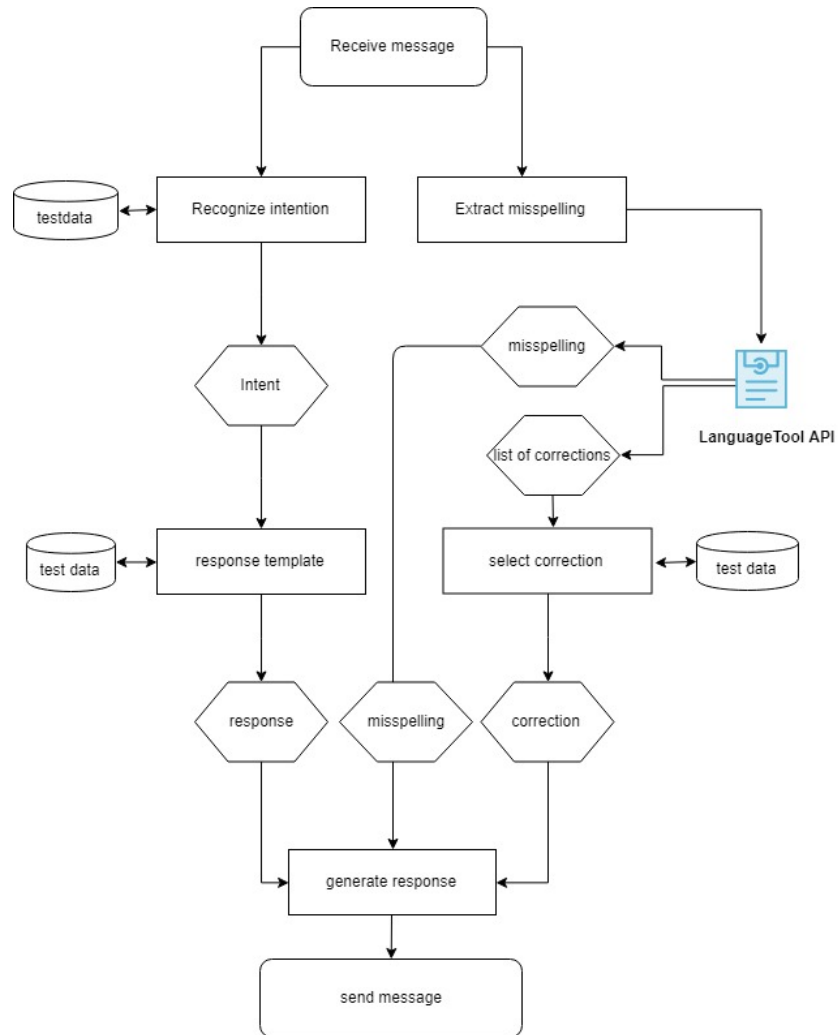 Receive message
testdata
Recognize intention
Extract misspelling
misspelling
Intent
LanguageTool API
list of corrections
test data
response template
select correction
test data
response
misspelling
correction
generate response
send message